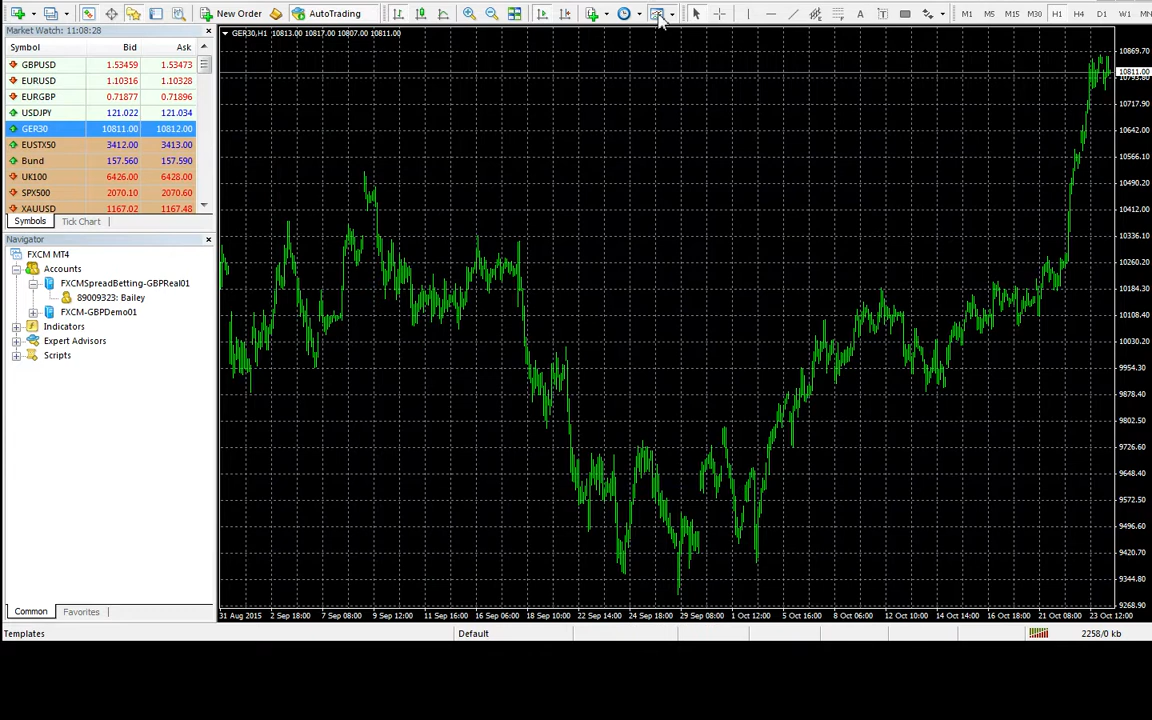 New Order AutoTrading M1 M5 M15 M30 H1 H4 D1 W1 MN
Market Watch: 11:08:28
Symbol Bid Ask
GBPUSD 1.53459 1.53473
EURUSD 1.10316 1.10328
EURGBP 0.71877 0.71896
USDJPY 121.022 121.034
GER30 10811.00 10812.00
EUSTX50 3412.00 3413.00
Bund 157.560 157.590
UK100 6426.00 6428.00
SPX500 2070.10 2070.60
XAUUSD 1167.02 1167.48
Symbols Tick Chart
Navigator
FXCM MT4
Accounts
FXCMSpreadBetting-GBPReal01
89009323: Bailey
FXCM-GBPDemo01
Indicators
Expert Advisors
Scripts
Common Favorites
GER30,H1 10813.00 10817.00 10807.00 10811.00
10869.70
10811.00
10793.80
10717.90
10642.00
10566.10
10490.20
10412.00
10336.10
10260.20
10184.30
10108.40
10030.20
9954.30
9878.40
9802.50
9726.60
9648.40
9572.50
9496.60
9420.70
9344.80
9268.90
31 Aug 2015 2 Sep 18:00 7 Sep 08:00 9 Sep 12:00 11 Sep 16:00 16 Sep 06:00 18 Sep 10:00 22 Sep 14:00 24 Sep 18:00 29 Sep 08:00 1 Oct 12:00 5 Oct 16:00 8 Oct 06:00 12 Oct 10:00 14 Oct 14:00 16 Oct 18:00 21 Oct 08:00 23 Oct 12:00
Templates Default 2258/0 kb